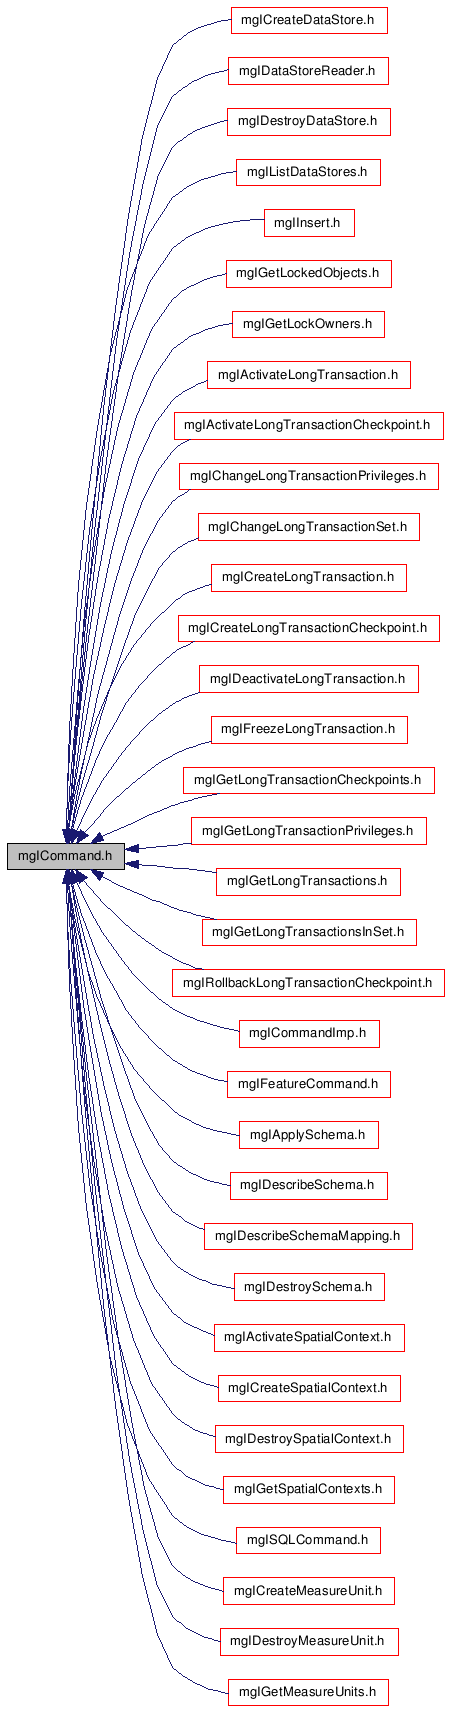 mgICreateDataStore.h
mgIDataStoreReader.h
mgIDestroyDataStore.h
mgIListDataStores.h
mgIInsert.h
mgIGetLockedObjects.h
mgIGetLockOwners.h
mgIActivateLongTransaction.h
mgIActivateLongTransactionCheckpoint.h
mgIChangeLongTransactionPrivileges.h
mgIChangeLongTransactionSet.h
mgICreateLongTransaction.h
mgICreateLongTransactionCheckpoint.h
mgIDeactivateLongTransaction.h
mgIFreezeLongTransaction.h
mgIGetLongTransactionCheckpoints.h
mgIGetLongTransactionPrivileges.h
mgICommand.h
mgIGetLongTransactions.h
mgIGetLongTransactionsInSet.h
mgIRollbackLongTransactionCheckpoint.h
mgICommandImp.h
mgIFeatureCommand.h
mgIApplySchema.h
mgIDescribeSchema.h
mgIDescribeSchemaMapping.h
mgIDestroySchema.h
mgIActivateSpatialContext.h
mgICreateSpatialContext.h
mgIDestroySpatialContext.h
mgIGetSpatialContexts.h
mgISQLCommand.h
mgICreateMeasureUnit.h
mgIDestroyMeasureUnit.h
mgIGetMeasureUnits.h